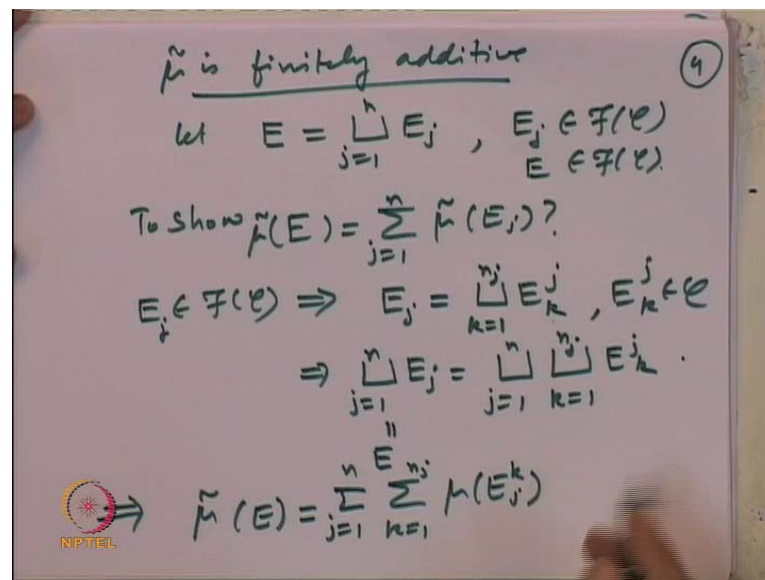 μ̃ is finitely additive
④
let E = ⊔_{j=1}^{n} E_j , E_j ∈ F(𝒞)
E ∈ F(𝒞).
To show μ̃(E) = Σ_{j=1}^{n} μ̃(E_j)?
E_j ∈ F(𝒞) ⇒ E_j = ⊔_{k=1}^{n_j} E_k^j , E_k^j ∈ 𝒞
⇒ ⊔_{j=1}^{n} E_j = ⊔_{j=1}^{n} ⊔_{k=1}^{n_j} E_k^j .
||
E
⇒ μ̃(E) = Σ_{j=1}^{n} Σ_{k=1}^{n_j} μ(E_j^k)
NPTEL